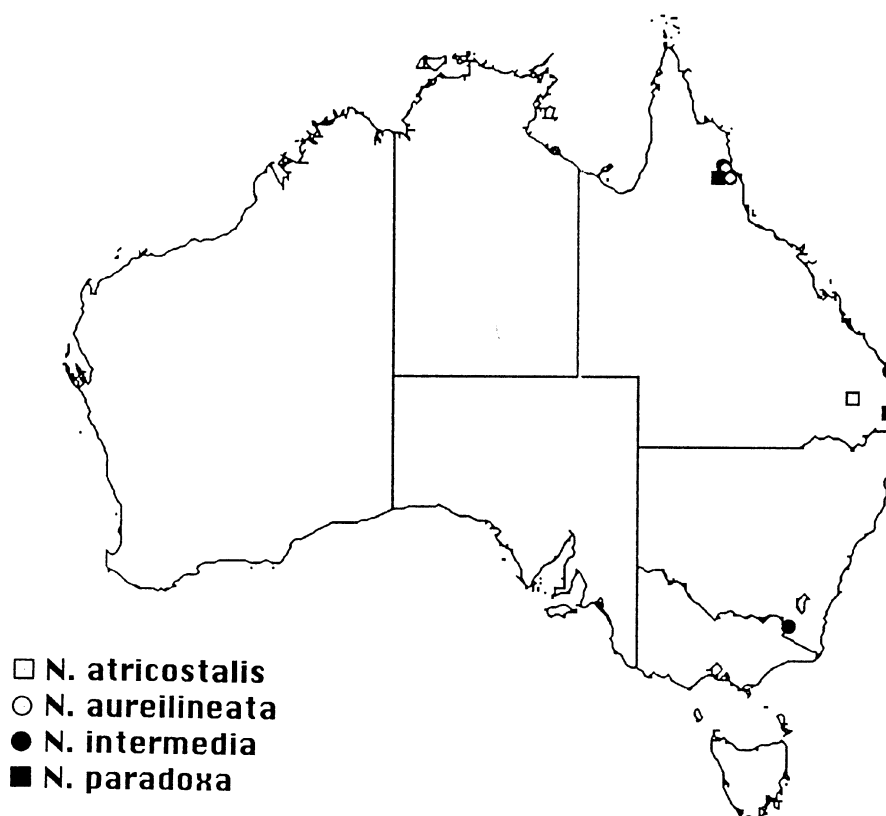 N. atricostalis
N. aureilineata
N. intermedia
N. paradoxa